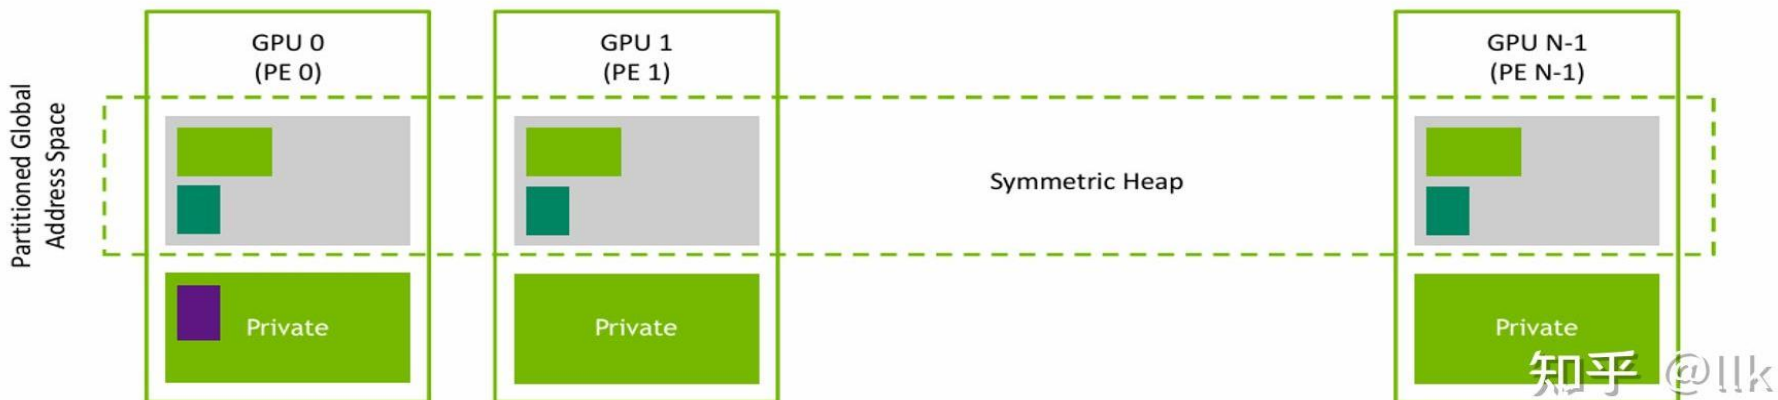 Partitioned Global
Address Space
GPU 0
(PE 0)
GPU 1
(PE 1)
GPU N-1
(PE N-1)
Symmetric Heap
Private
Private
Private
知乎 @llk